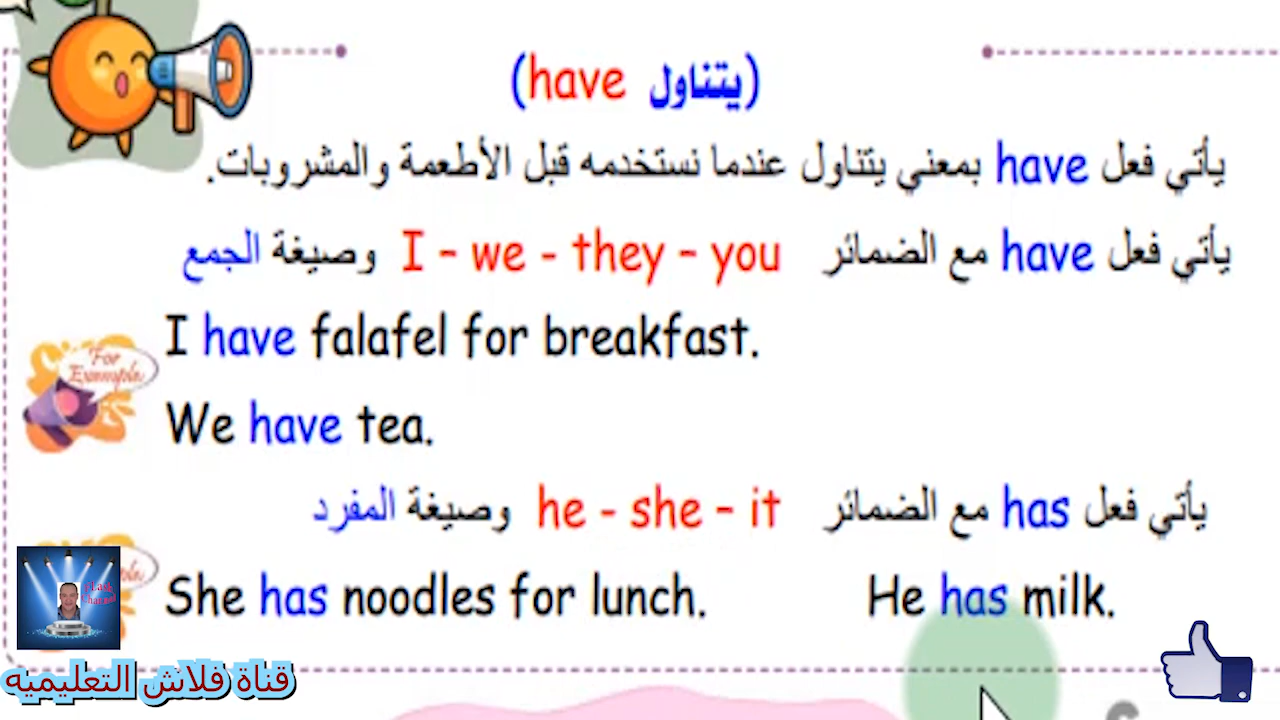 (have يتناول)
يأتي فعل have بمعني يتناول عندما نستخدمه قبل الأطعمة والمشروبات.
يأتي فعل have مع الضمائر I – we - they – you وصيغة الجمع
For Example
I have falafel for breakfast.
We have tea.
يأتي فعل has مع الضمائر he - she – it وصيغة المفرد
She has noodles for lunch. He has milk.
قناة فلاش التعليميه